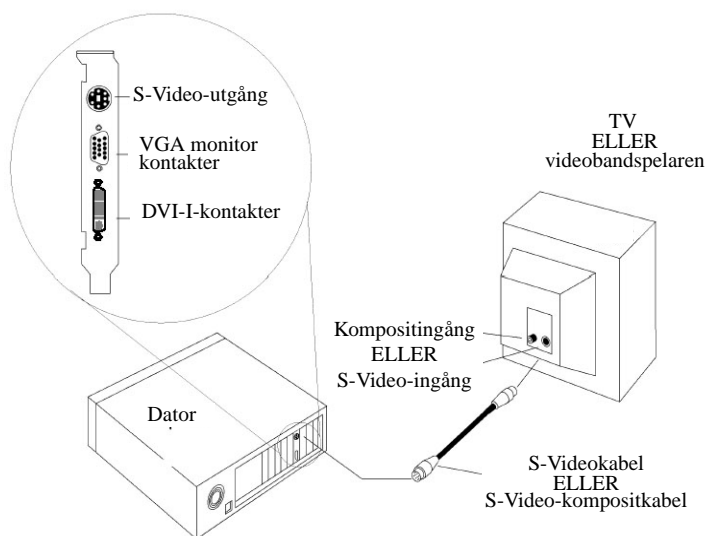 S-Video-utgång
VGA monitor
kontakter
DVI-I-kontakter
TV
ELLER
videobandspelaren
Kompositingång
ELLER
S-Video-ingång
Dator
S-Videokabel
ELLER
S-Video-kompositkabel